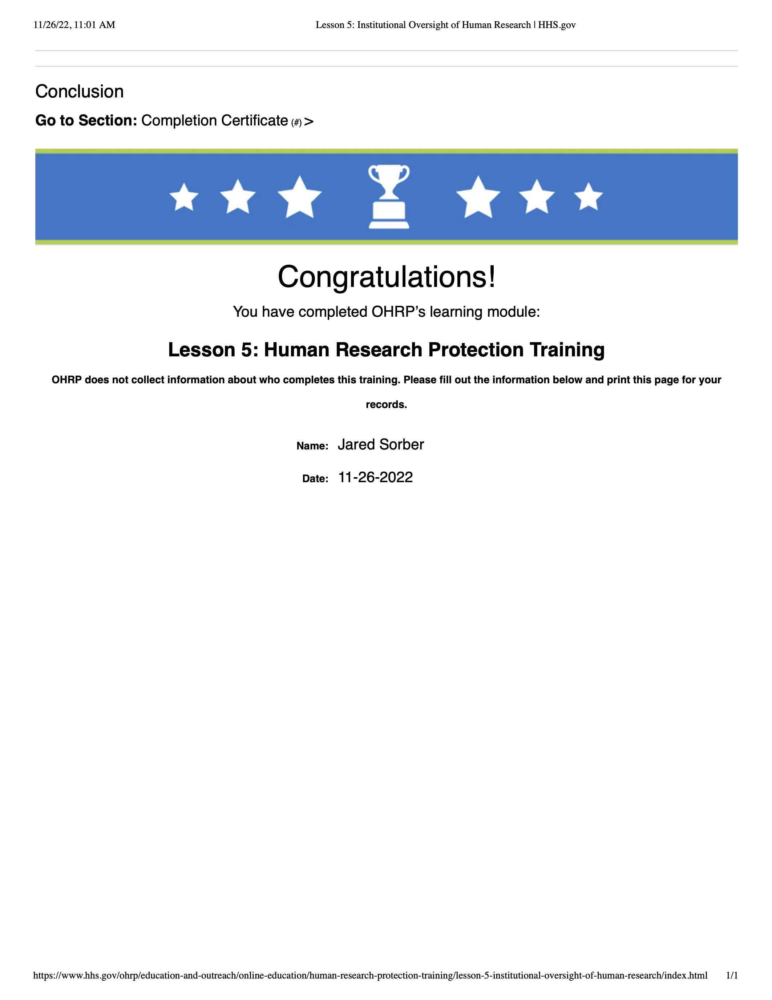 11/26/22, 11:01 AM
Lesson 5: Institutional Oversight of Human Research | HHS.gov
Conclusion
Go to Section: Completion Certificate (#) >
Congratulations!
You have completed OHRP’s learning module:
Lesson 5: Human Research Protection Training
OHRP does not collect information about who completes this training. Please fill out the information below and print this page for your
records.
Name: Jared Sorber
Date: 11-26-2022
https://www.hhs.gov/ohrp/education-and-outreach/online-education/human-research-protection-training/lesson-5-institutional-oversight-of-human-research/index.html 1/1